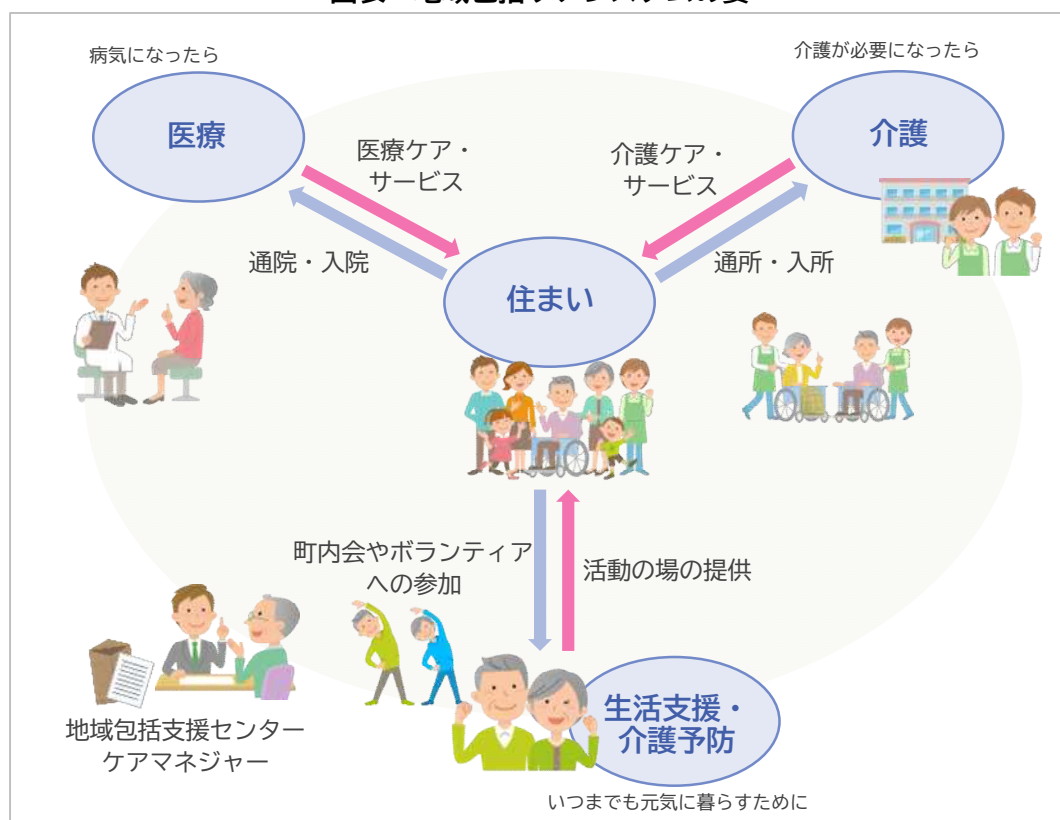 病気になったら
介護が必要になったら
医療
介護
医療ケア・
サービス
介護ケア・
サービス
通院・入院
通所・入所
住まい
町内会やボランティア
への参加
活動の場の提供
地域包括支援センター
ケアマネジャー
生活支援・
介護予防
いつまでも元気に暮らすために